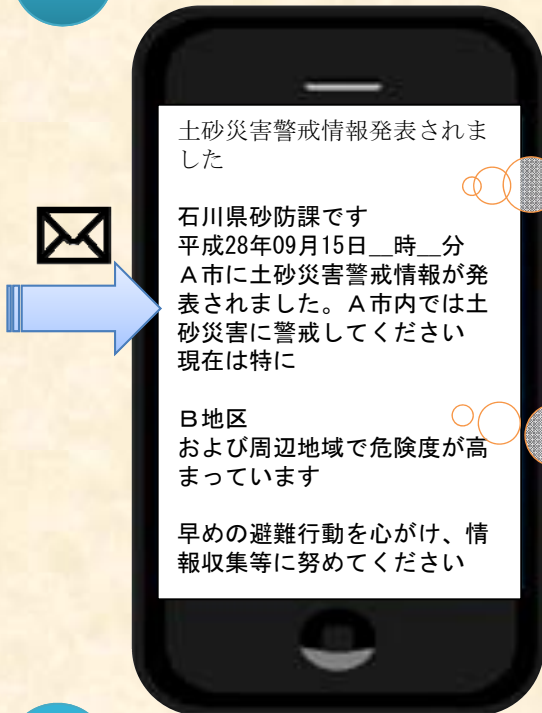 土砂災害警戒情報発表されま
した
石川県砂防課です
平成28年09月15日__時__分
Ａ市に土砂災害警戒情報が発
表されました。Ａ市内では土
砂災害に警戒してください
現在は特に
Ｂ地区
および周辺地域で危険度が高
まっています
早めの避難行動を心がけ、情
報収集等に努めてください